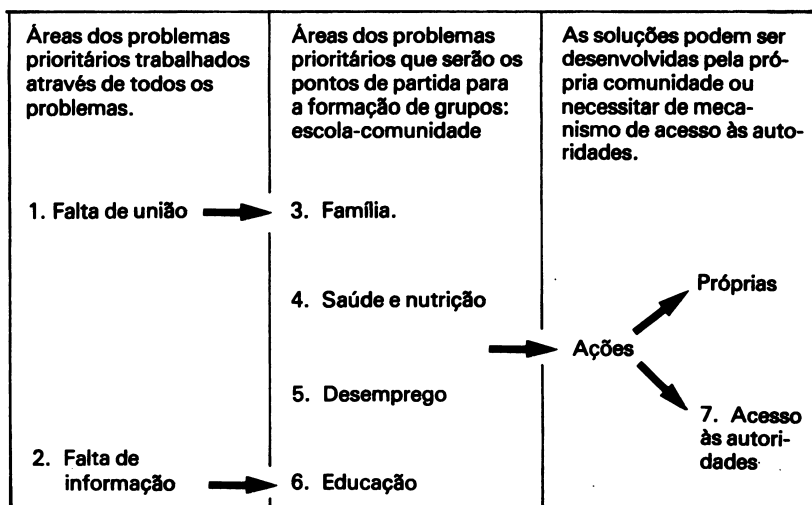 Áreas dos problemas
prioritários trabalhados
através de todos os
problemas.
Áreas dos problemas
prioritários que serão os
pontos de partida para
a formação de grupos:
escola-comunidade
As soluções podem ser
desenvolvidas pela pró-
pria comunidade ou
necessitar de meca-
nismo de acesso às auto-
ridades.
1. Falta de união
3. Família.
4. Saúde e nutrição
Próprias
Ações
5. Desemprego
7. Acesso
às autori-
dades
2. Falta de
informação
6. Educação